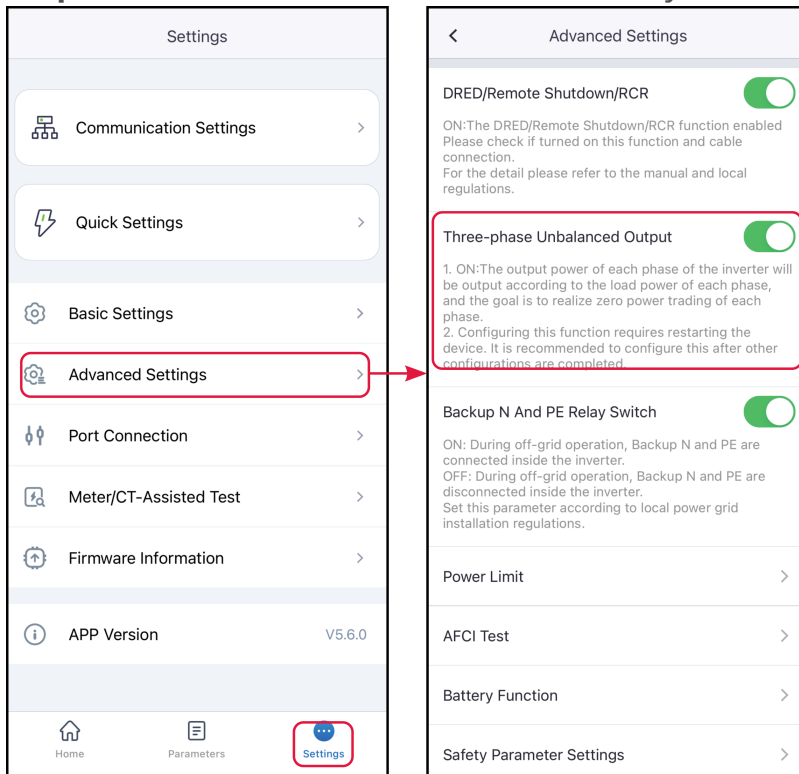 Settings
Communication Settings
Quick Settings
Basic Settings
Advanced Settings
Port Connection
Meter/CT-Assisted Test
Firmware Information
APP Version V5.6.0
Home Parameters Settings
Advanced Settings
DRED/Remote Shutdown/RCR
ON:The DRED/Remote Shutdown/RCR function enabled
Please check if turned on this function and cable
connection.
For the detail please refer to the manual and local
regulations.
Three-phase Unbalanced Output
1. ON:The output power of each phase of the inverter will
be output according to the load power of each phase,
and the goal is to realize zero power trading of each
phase.
2. Configuring this function requires restarting the
device. It is recommended to configure this after other
configurations are completed.
Backup N And PE Relay Switch
ON: During off-grid operation, Backup N and PE are
connected inside the inverter.
OFF: During off-grid operation, Backup N and PE are
disconnected inside the inverter.
Set this parameter according to local power grid
installation regulations.
Power Limit
AFCI Test
Battery Function
Safety Parameter Settings